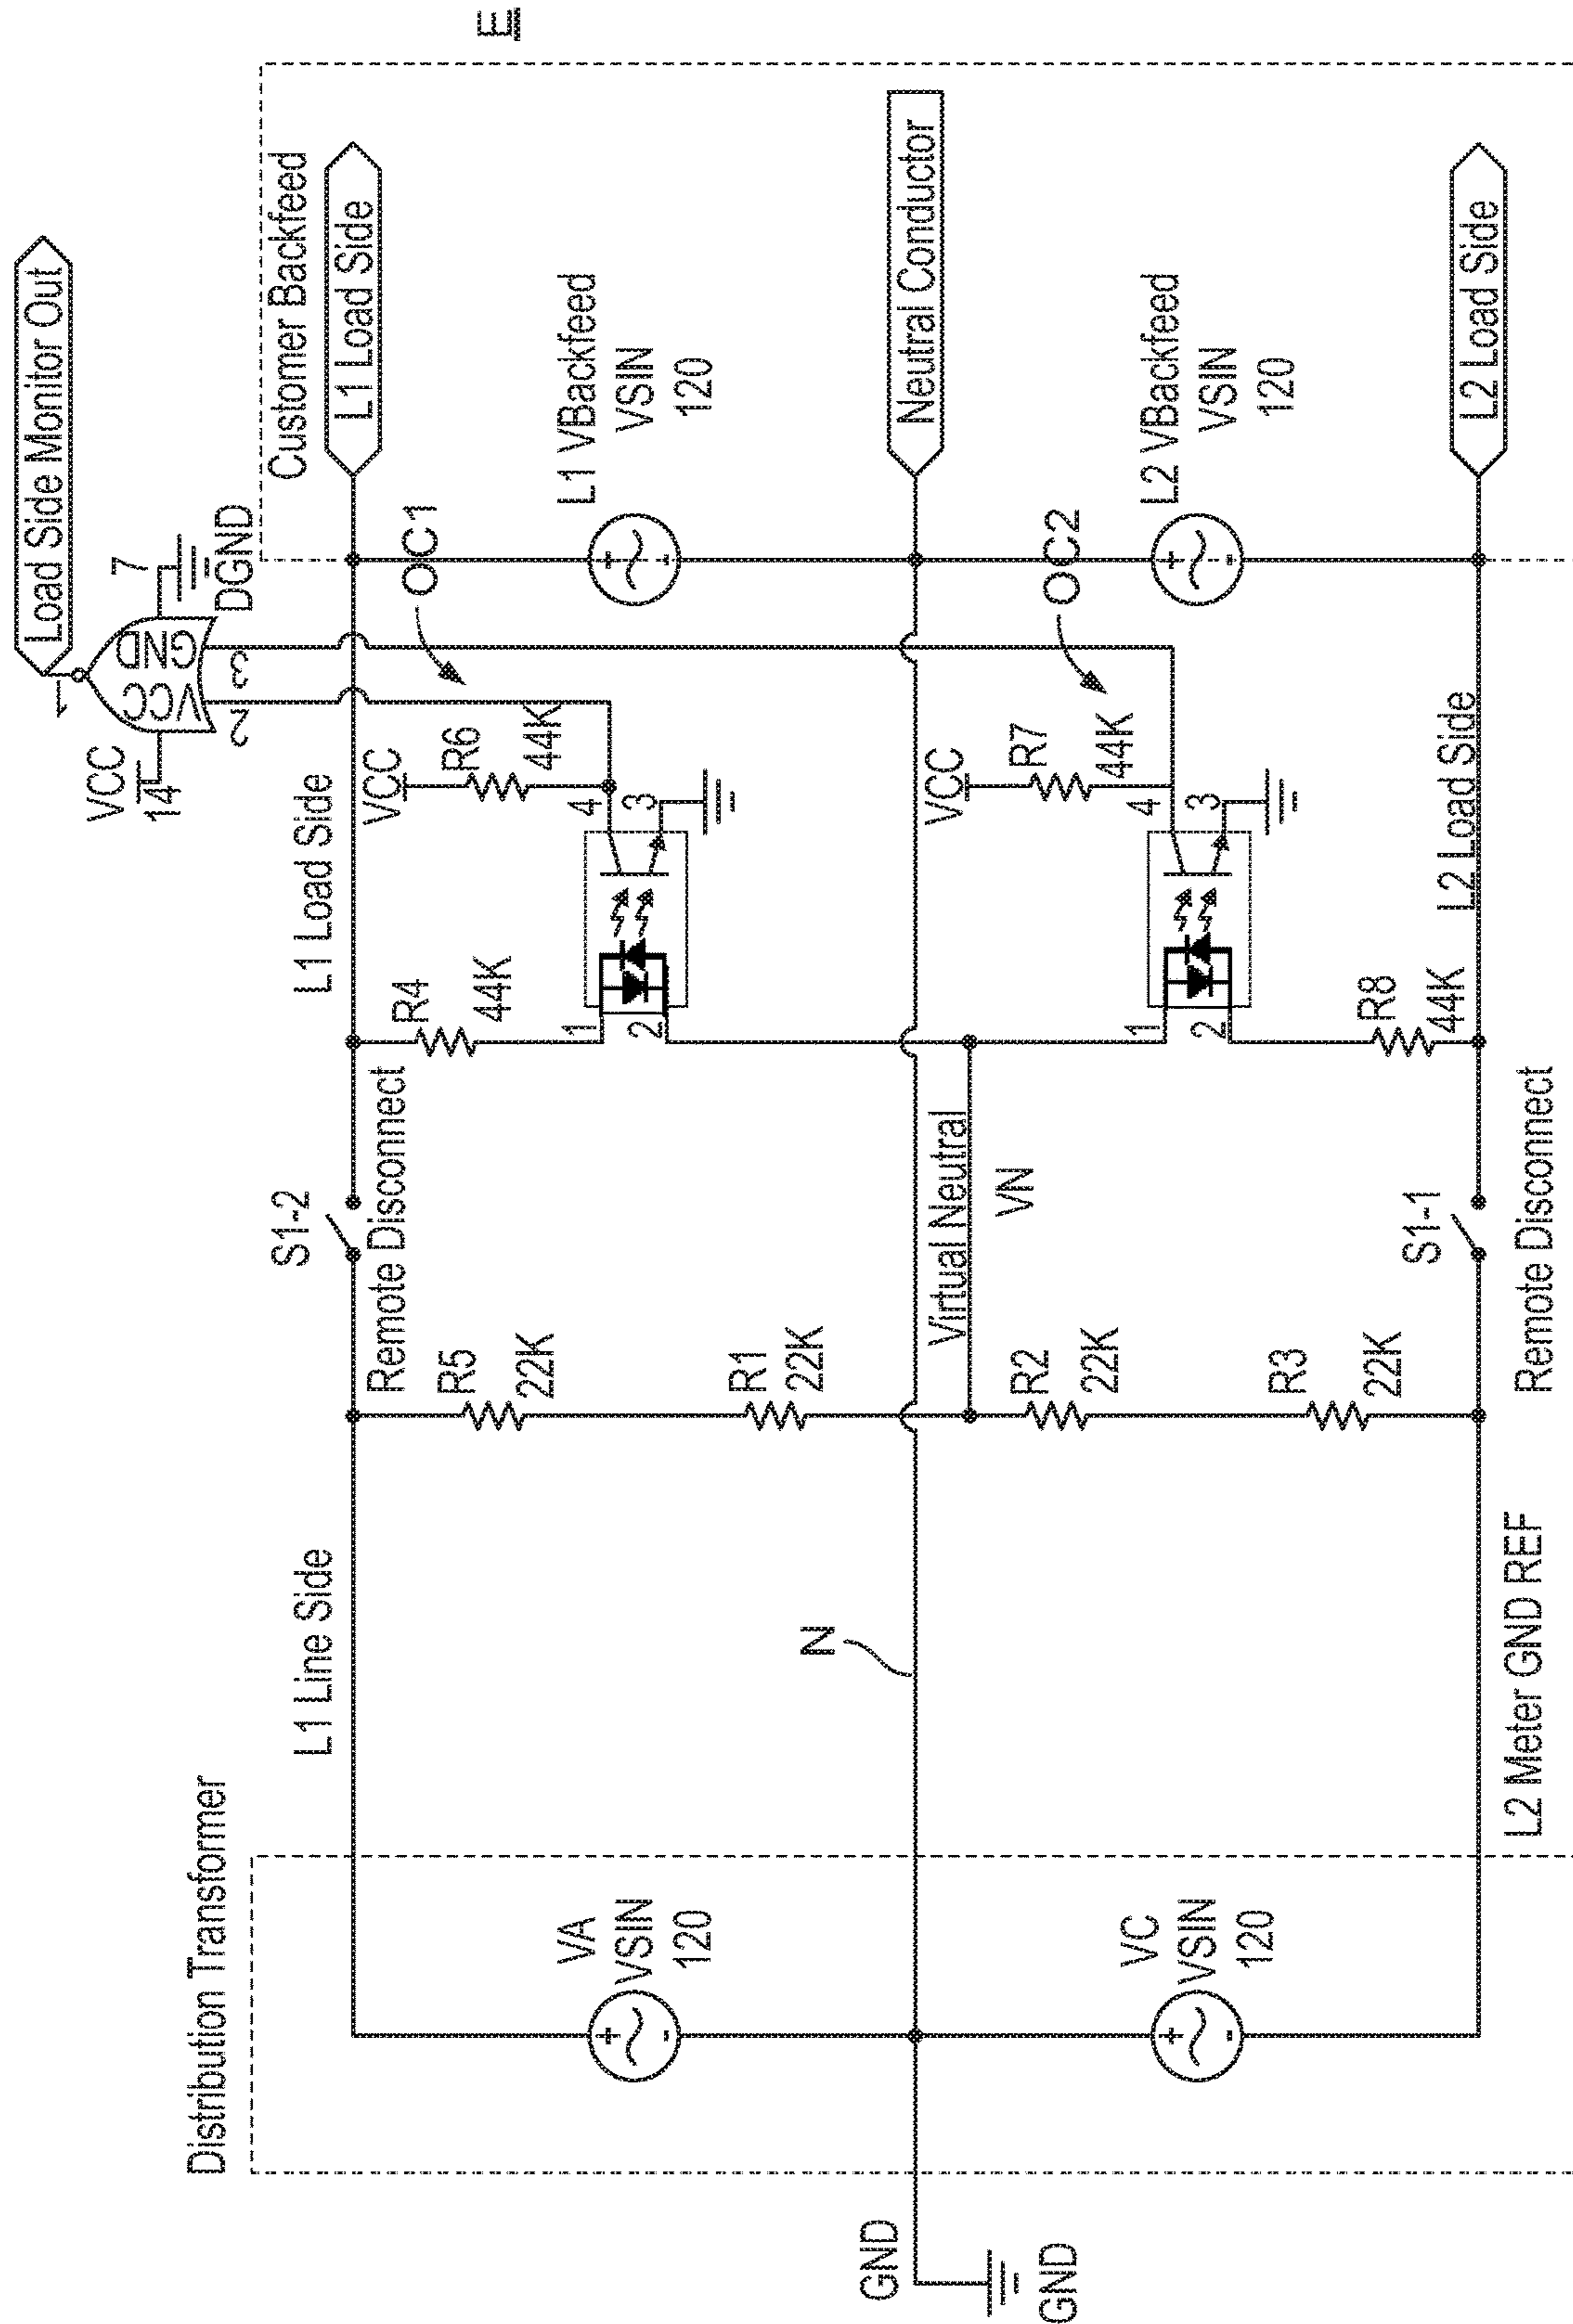 E
Load Side Monitor Out
1
VCC
14
VCC
GND
7
DGND
2
3
Customer Backfeed
L1 Load Side
L1 VBackfeed
VSIN
120
Neutral Conductor
L2 VBackfeed
VSIN
120
L2 Load Side
OC1
OC2
L1 Load Side
VCC
R6
44K
R4
44K
1
2
4
3
VCC
R7
44K
1
2
4
3
R8
44K
L2 Load Side
S1-2
Remote Disconnect
Virtual Neutral
VN
S1-1
Remote Disconnect
R5
22K
R1
22K
R2
22K
R3
22K
L1 Line Side
N
L2 Meter GND REF
Distribution Transformer
VA
VSIN
120
VC
VSIN
120
GND
GND
+
-
+
-
+
-
+
-